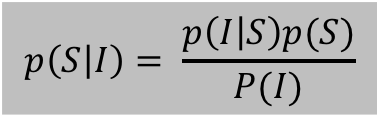 p(S|I) = p(I|S)p(S) / P(I)